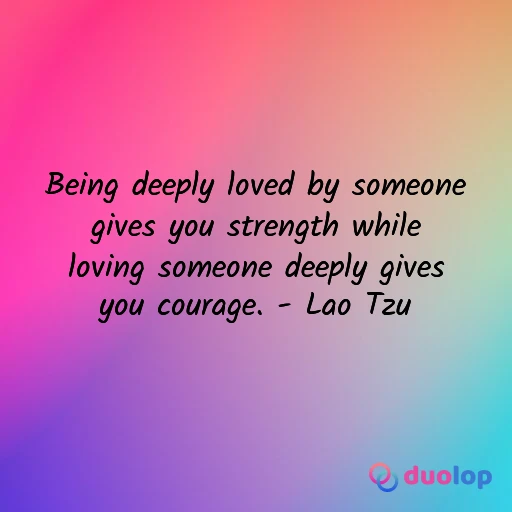 Being deeply loved by someone
gives you strength while
loving someone deeply gives
you courage. - Lao Tzu
duolop